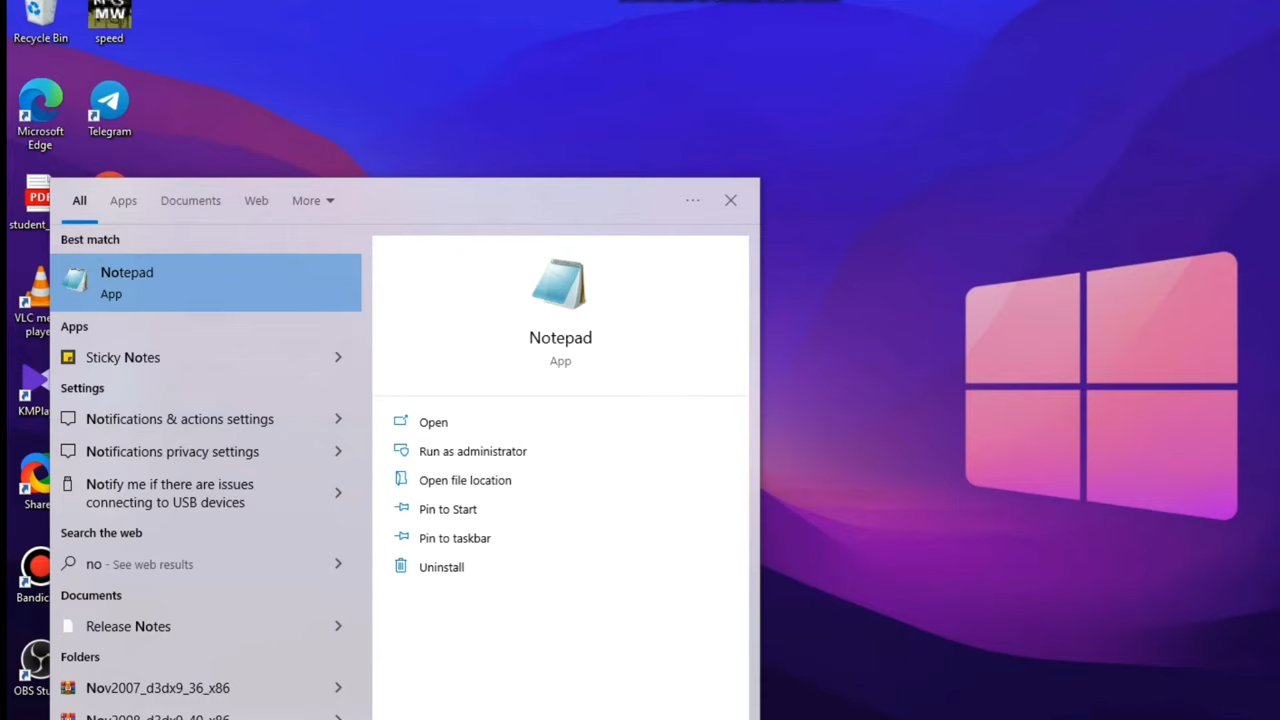 Recycle Bin
speed
MW
Microsoft
Edge
Telegram
PDF
student_
VLC me
playe
KMPla
Share
Bandic
OBS Stu
All
Apps
Documents
Web
More
Best match
Notepad
App
Apps
Sticky Notes
Settings
Notifications & actions settings
Notifications privacy settings
Notify me if there are issues
connecting to USB devices
Search the web
no - See web results
Documents
Release Notes
Folders
Nov2007_d3dx9_36_x86
Notepad
App
Open
Run as administrator
Open file location
Pin to Start
Pin to taskbar
Uninstall